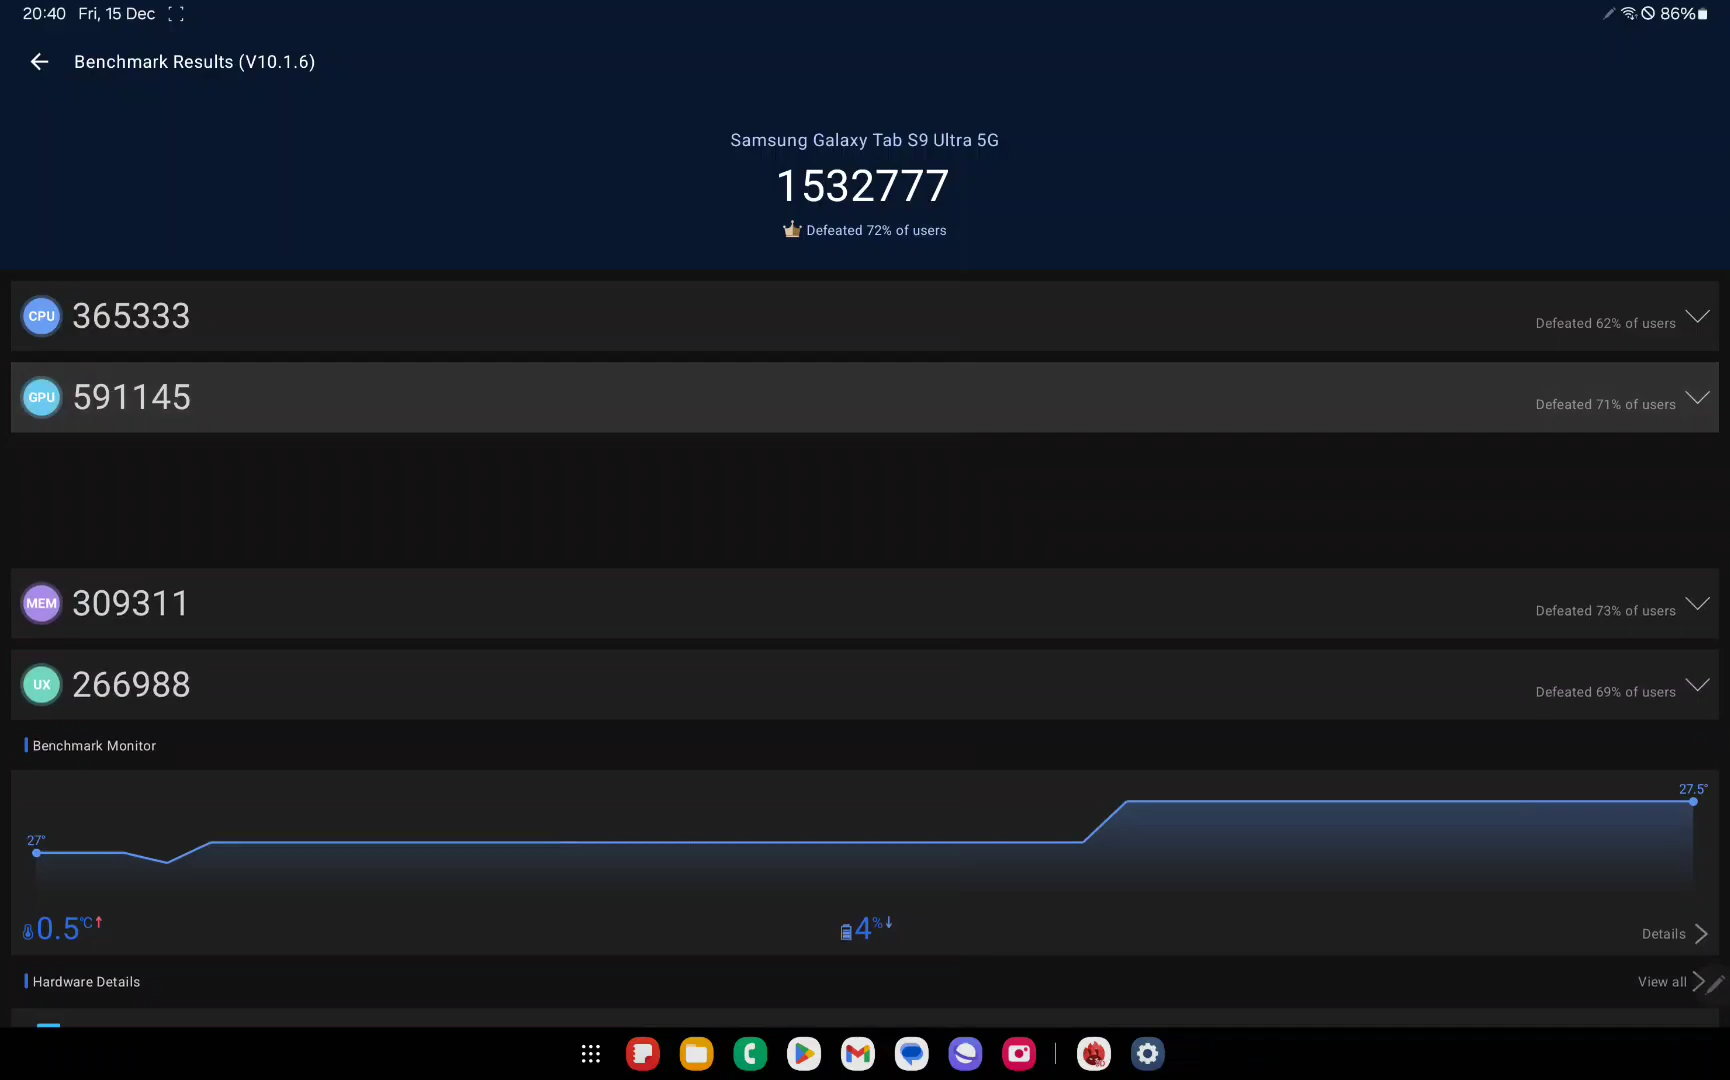 20:40 Fri, 15 Dec
86%
Benchmark Results (V10.1.6)
Samsung Galaxy Tab S9 Ultra 5G
1532777
Defeated 72% of users
CPU 365333 Defeated 62% of users
GPU 591145 Defeated 71% of users
MEM 309311 Defeated 73% of users
UX 266988 Defeated 69% of users
Benchmark Monitor
27.5°
27°
0.5℃↑ 4%↓ Details
Hardware Details View all
3D